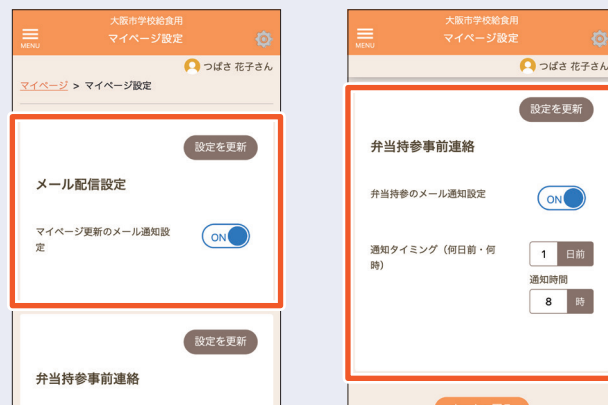 大阪市学校給食用
MENU
マイページ設定
つばさ 花子さん
マイページ > マイページ設定
設定を更新
メール配信設定
マイページ更新のメール通知設
定
ON
設定を更新
弁当持参事前連絡
大阪市学校給食用
MENU
マイページ設定
つばさ 花子さん
設定を更新
弁当持参事前連絡
弁当持参のメール通知設定
ON
通知タイミング（何日前・何
時）
1 日前
通知時間
8 時